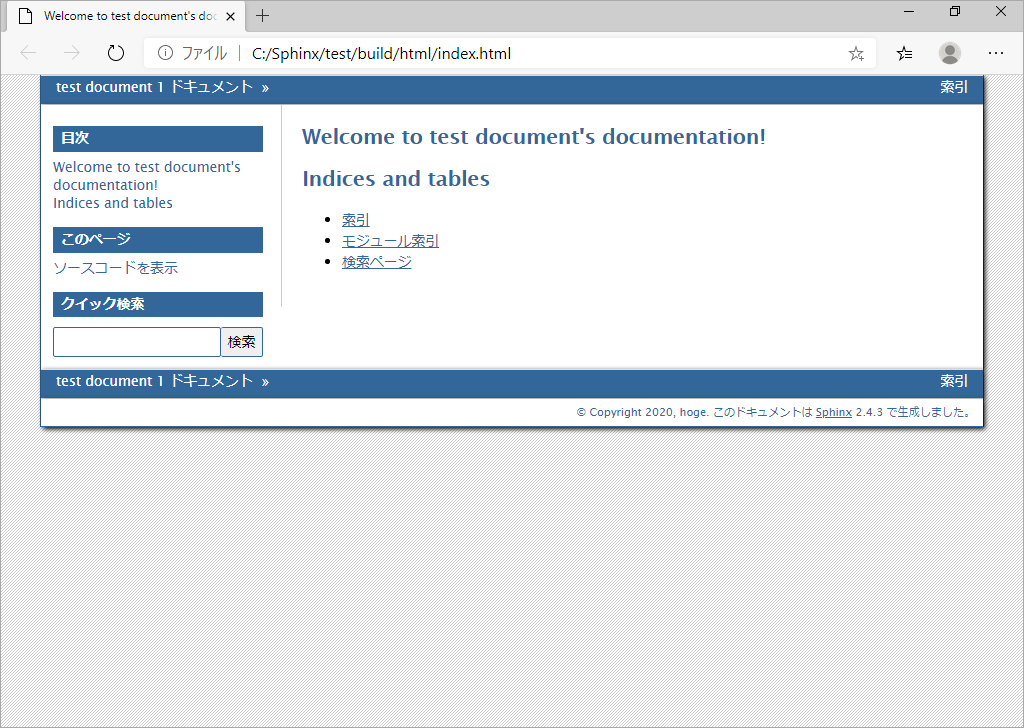 Welcome to test document's doc
ファイル C:/Sphinx/test/build/html/index.html
test document 1 ドキュメント » 索引
目次
Welcome to test document's
documentation!
Indices and tables
このページ
ソースコードを表示
クイック検索
検索
Welcome to test document's documentation!
Indices and tables
索引
モジュール索引
検索ページ
test document 1 ドキュメント » 索引
© Copyright 2020, hoge. このドキュメントは Sphinx 2.4.3 で生成しました。